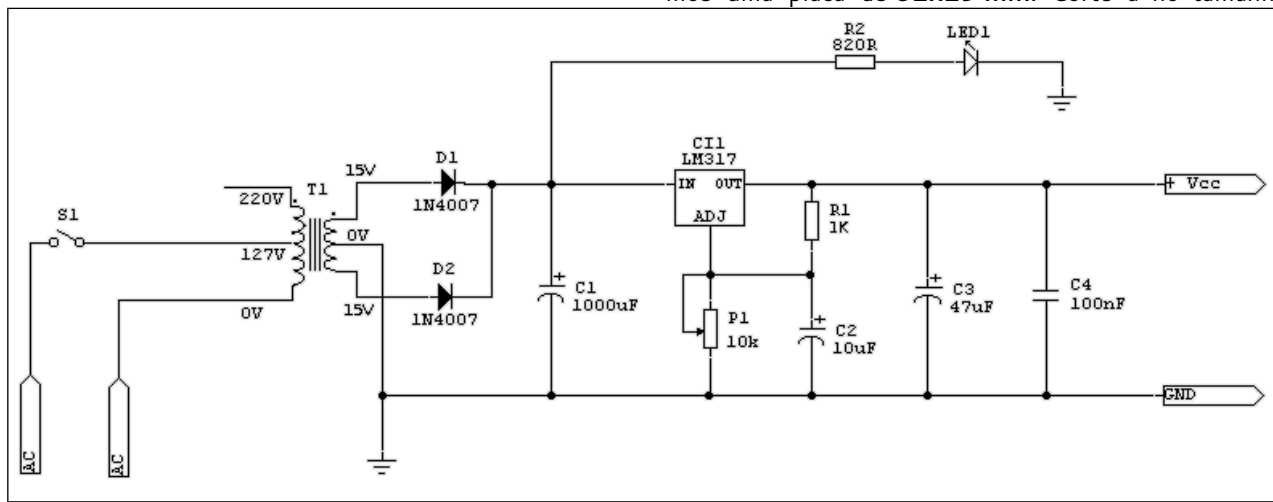 R2
820R
LED1
CI1
LM317
IN OUT
ADJ
+ Vcc
D1
1N4007
15V
T1
220V
S1
127V
0V
0V
15V
D2
1N4007
R1
1K
C1
1000uF
P1
10k
C2
10uF
C3
47uF
C4
100nF
GND
AC
AC